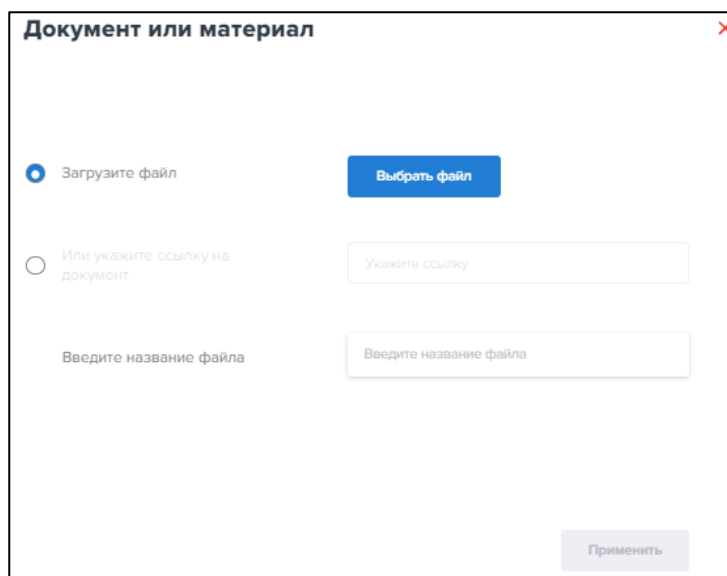 Документ или материал
Загрузите файл
Выбрать файл
Или укажите ссылку на
документ
Укажите ссылку
Введите название файла
Введите название файла
Применить